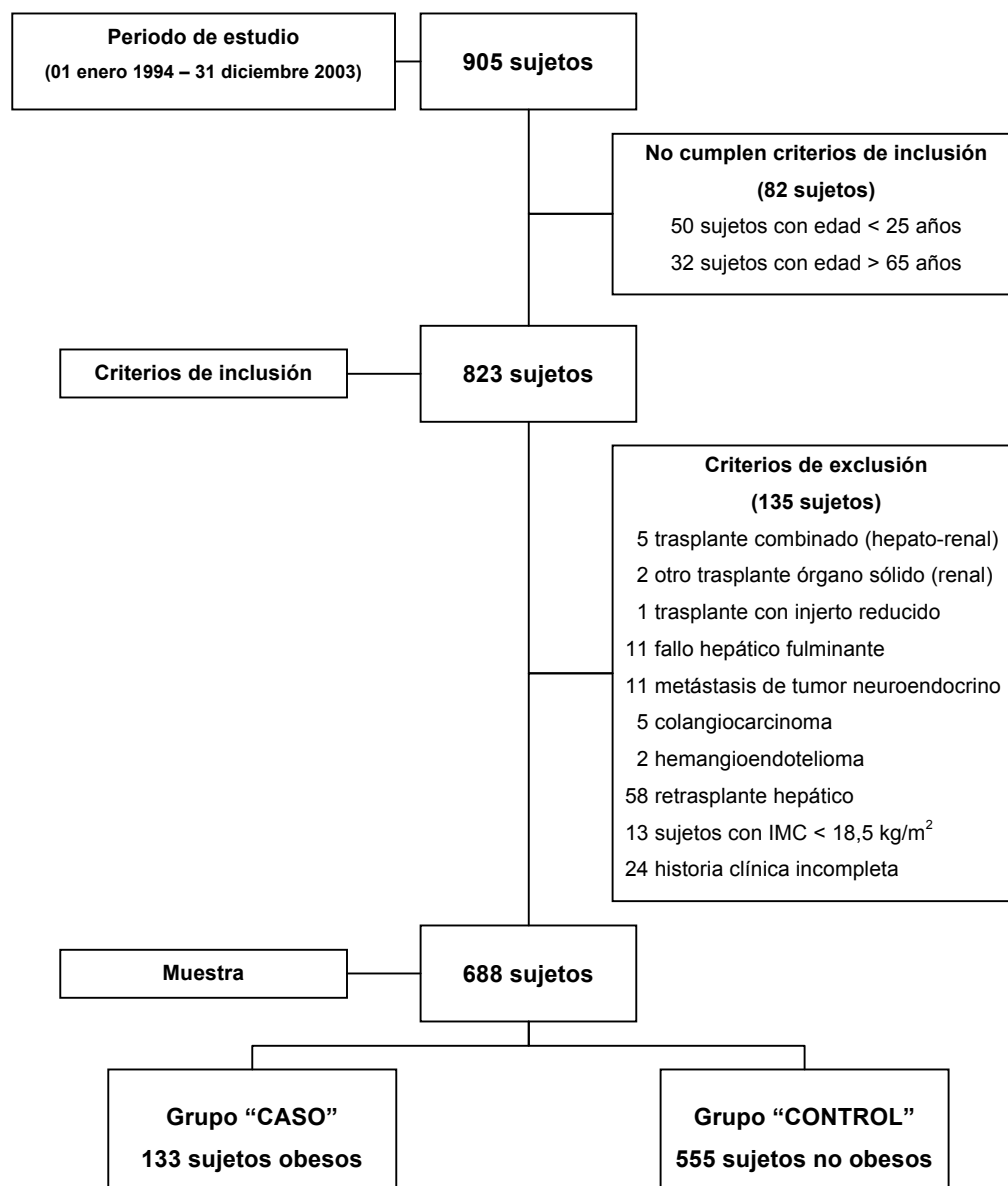 Periodo de estudio
(01 enero 1994 – 31 diciembre 2003)
905 sujetos
No cumplen criterios de inclusión
(82 sujetos)
50 sujetos con edad < 25 años
32 sujetos con edad > 65 años
Criterios de inclusión
823 sujetos
Criterios de exclusión
(135 sujetos)
5 trasplante combinado (hepato-renal)
2 otro trasplante órgano sólido (renal)
1 trasplante con injerto reducido
11 fallo hepático fulminante
11 metástasis de tumor neuroendocrino
5 colangiocarcinoma
2 hemangioendotelioma
58 retrasplante hepático
13 sujetos con IMC < 18,5 kg/m²
24 historia clínica incompleta
Muestra
688 sujetos
Grupo “CASO”
133 sujetos obesos
Grupo “CONTROL”
555 sujetos no obesos